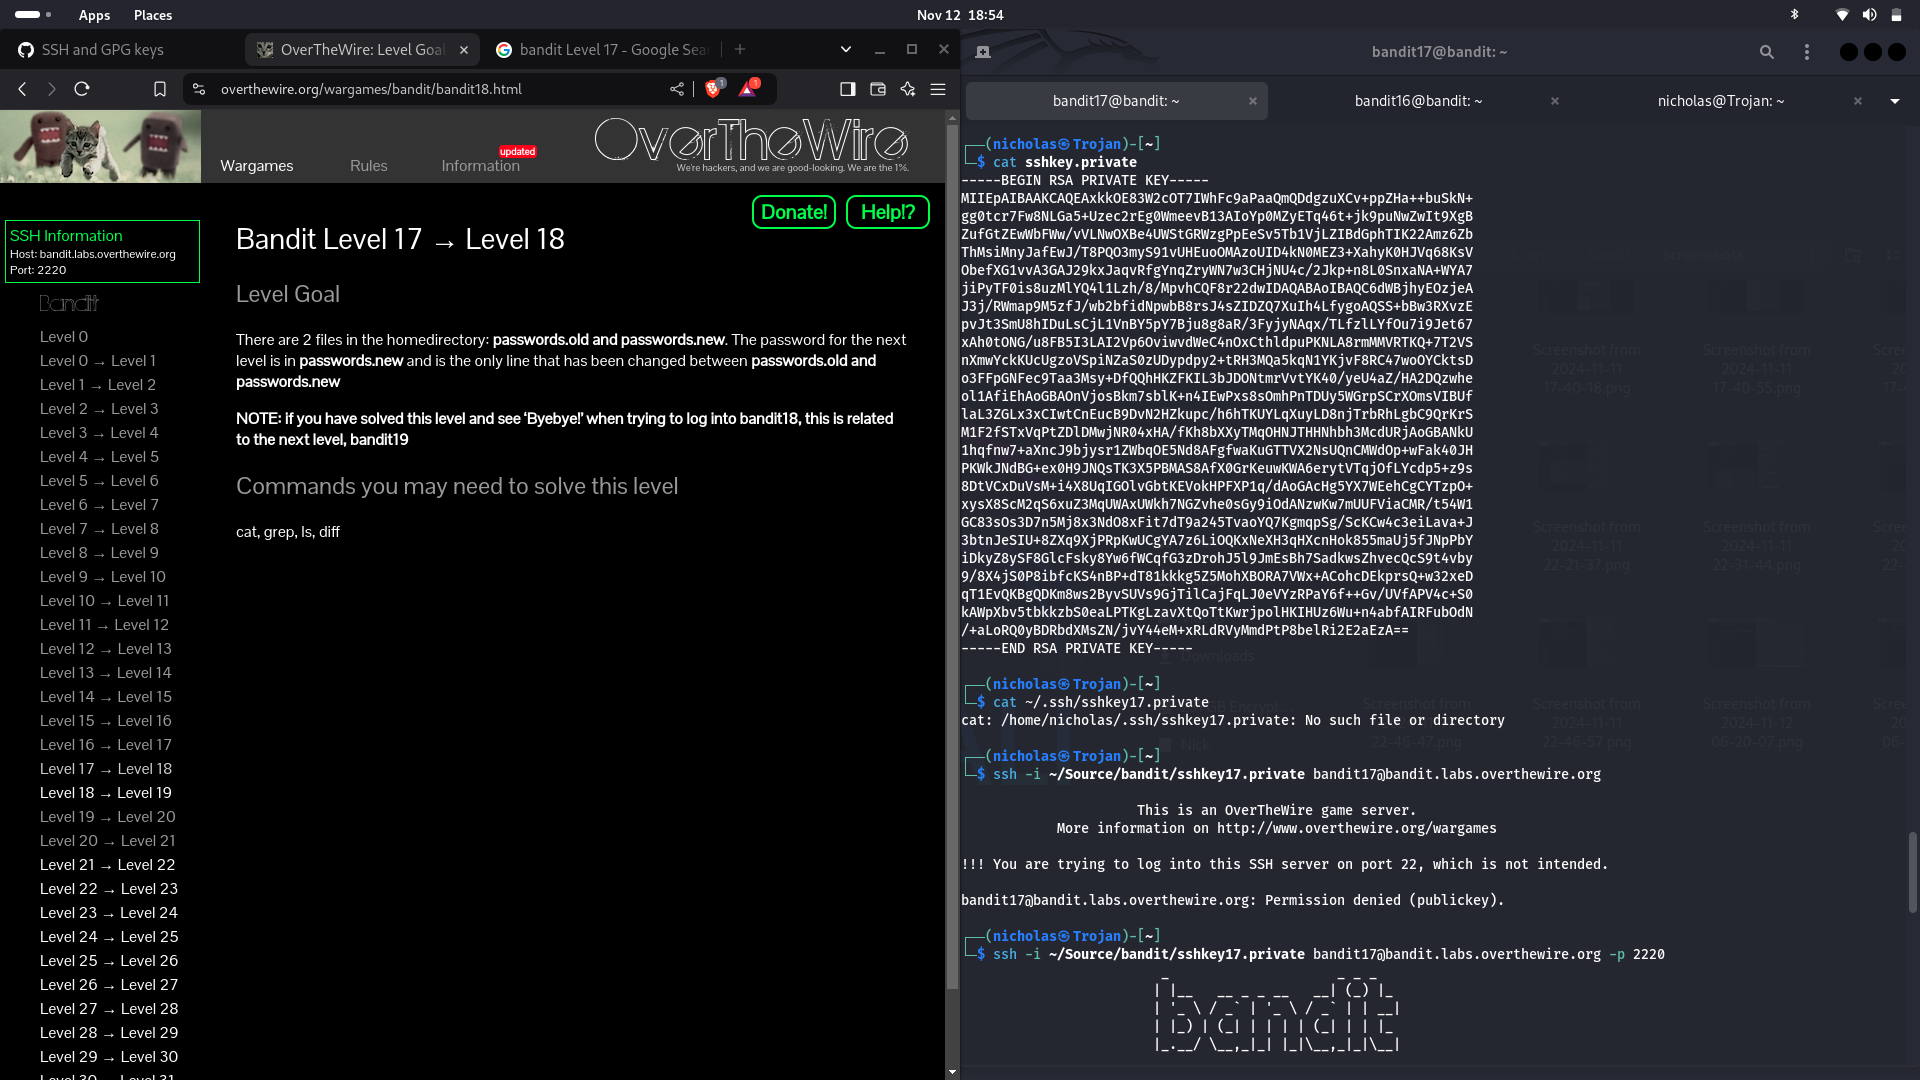 Apps Places
Nov 12 18:54
SSH and GPG keys
OverTheWire: Level Goal
bandit Level 17 - Google Sear
overthewire.org/wargames/bandit/bandit18.html
1
1
OverTheWire
We're hackers, and we are good-looking. We are the 1%.
Wargames
Rules
Information
updated
Donate!
Help!?
SSH Information
Host: bandit.labs.overthewire.org
Port: 2220
Bandit
Level 0
Level 0 → Level 1
Level 1 → Level 2
Level 2 → Level 3
Level 3 → Level 4
Level 4 → Level 5
Level 5 → Level 6
Level 6 → Level 7
Level 7 → Level 8
Level 8 → Level 9
Level 9 → Level 10
Level 10 → Level 11
Level 11 → Level 12
Level 12 → Level 13
Level 13 → Level 14
Level 14 → Level 15
Level 15 → Level 16
Level 16 → Level 17
Level 17 → Level 18
Level 18 → Level 19
Level 19 → Level 20
Level 20 → Level 21
Level 21 → Level 22
Level 22 → Level 23
Level 23 → Level 24
Level 24 → Level 25
Level 25 → Level 26
Level 26 → Level 27
Level 27 → Level 28
Level 28 → Level 29
Level 29 → Level 30
Level 30 → Level 31
Bandit Level 17 → Level 18
Level Goal
There are 2 files in the homedirectory: passwords.old and passwords.new. The password for the next
level is in passwords.new and is the only line that has been changed between passwords.old and
passwords.new
NOTE: if you have solved this level and see ‘Byebye!’ when trying to log into bandit18, this is related
to the next level, bandit19
Commands you may need to solve this level
cat, grep, ls, diff
bandit17@bandit: ~
bandit17@bandit: ~
bandit16@bandit: ~
nicholas@Trojan: ~
┌──(nicholas㉿Trojan)-[~]
└─$ cat sshkey.private
-----BEGIN RSA PRIVATE KEY-----
MIIEpAIBAAKCAQEAxkkOE83W2cOT7IWhFc9aPaaQmQDdgzuXCv+ppZHa++buSkN+
gg0tcr7Fw8NLGa5+Uzec2rEg0WmeevB13AIoYp0MZyETq46t+jk9puNwZwIt9XgB
ZufGtZEwWbFWw/vVLNwOXBe4UWStGRWzgPpEeSv5Tb1VjLZIBdGphTIK22Amz6Zb
ThMsiMnyJafEwJ/T8PQO3myS91vUHEuoOMAzoUID4kN0MEZ3+XahyK0HJVq68KsV
ObefXG1vvA3GAJ29kxJaqvRfgYnqZryWN7w3CHjNU4c/2Jkp+n8L0SnxaNA+WYA7
jiPyTF0is8uzMlYQ4l1Lzh/8/MpvhCQF8r22dwIDAQABAoIBAQC6dWBjhyEOzjeA
J3j/RWmap9M5zfJ/wb2bfidNpwbB8rsJ4sZIDZQ7XuIh4LfygoAQSS+bBw3RXvzE
pvJt3SmU8hIDuLsCjL1VnBY5pY7Bju8g8aR/3FyjyNAqx/TLfzlLYfOu7i9Jet67
xAh0tONG/u8FB5I3LAI2Vp6OviwvdWeC4nOxCthldpuPKNLA8rmMMVRTKQ+7T2VS
nXmwYckKUcUgzoVSpiNZaS0zUDypdpy2+tRH3MQa5kqN1YKjvF8RC47woOYCktsD
o3FFpGNFec9Taa3Msy+DfQQhHKZFKIL3bJDONtmrVvtYK40/yeU4aZ/HA2DQzwhe
ol1AfiEhAoGBAOnVjosBkm7sblK+n4IEwPxs8sOmhPnTDUy5WGrpSCrXOmsVIBUf
laL3ZGLx3xCIwtCnEucB9DvN2HZkupc/h6hTKUYLqXuyLD8njTrbRhLgbC9QrKrS
M1F2fSTxVqPtZDlDMwjNR04xHA/fKh8bXXyTMqOHNJTHHNhbh3McdURjAoGBANkU
1hqfnw7+aXncJ9bjysr1ZWbqOE5Nd8AFgfwaKuGTTVX2NsUQnCMWdOp+wFak40JH
PKWkJNdBG+ex0H9JNQsTK3X5PBMAS8AfX0GrKeuwKWA6erytVTqjOfLYcdp5+z9s
8DtVCxDuVsM+i4X8UqIGOlvGbtKEVokHPFXP1q/dAoGAcHg5YX7WEehCgCYTzpO+
xysX8ScM2qS6xuZ3MqUWAxUWkh7NGZvhe0sGy9iOdANzwKw7mUUFViaCMR/t54W1
GC83sOs3D7n5Mj8x3NdO8xFit7dT9a245TvaoYQ7KgmqpSg/ScKCw4c3eiLava+J
3btnJeSIU+8ZXq9XjPRpKwUCgYA7z6LiOQKxNeXH3qHXcnHok855maUj5fJNpPbY
iDkyZ8ySF8GlcFsky8Yw6fWCqfG3zDrohJ5l9JmEsBh7SadkwsZhvecQcS9t4vby
9/8X4jS0P8ibfcKS4nBP+dT81kkkg5Z5MohXBORA7VWx+ACohcDEkprsQ+w32xeD
qT1EvQKBgQDKm8ws2ByvSUVs9GjTilCajFqLJ0eVYzRPaY6f++Gv/UVfAPV4c+S0
kAWpXbv5tbkkzbS0eaLPTKgLzavXtQoTtKwrjpolHKIHUz6Wu+n4abfAIRFubOdN
/+aLoRQ0yBDRbdXMsZN/jvY44eM+xRLdRVyMmdPtP8belRi2E2aEzA==
-----END RSA PRIVATE KEY-----
┌──(nicholas㉿Trojan)-[~]
└─$ cat ~/.ssh/sshkey17.private
cat: /home/nicholas/.ssh/sshkey17.private: No such file or directory
┌──(nicholas㉿Trojan)-[~]
└─$ ssh -i ~/Source/bandit/sshkey17.private bandit17@bandit.labs.overthewire.org
This is an OverTheWire game server.
More information on http://www.overthewire.org/wargames
!!! You are trying to log into this SSH server on port 22, which is not intended.
bandit17@bandit.labs.overthewire.org: Permission denied (publickey).
┌──(nicholas㉿Trojan)-[~]
└─$ ssh -i ~/Source/bandit/sshkey17.private bandit17@bandit.labs.overthewire.org -p 2220
bandit